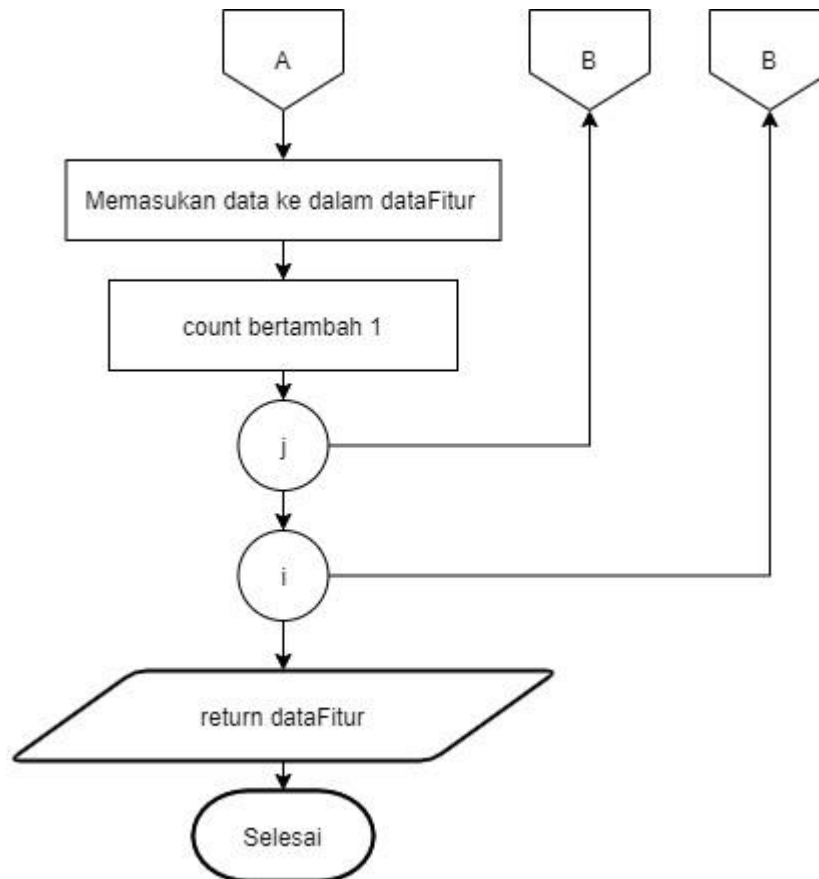 A
B
B
Memasukan data ke dalam dataFitur
count bertambah 1
j
i
return dataFitur
Selesai